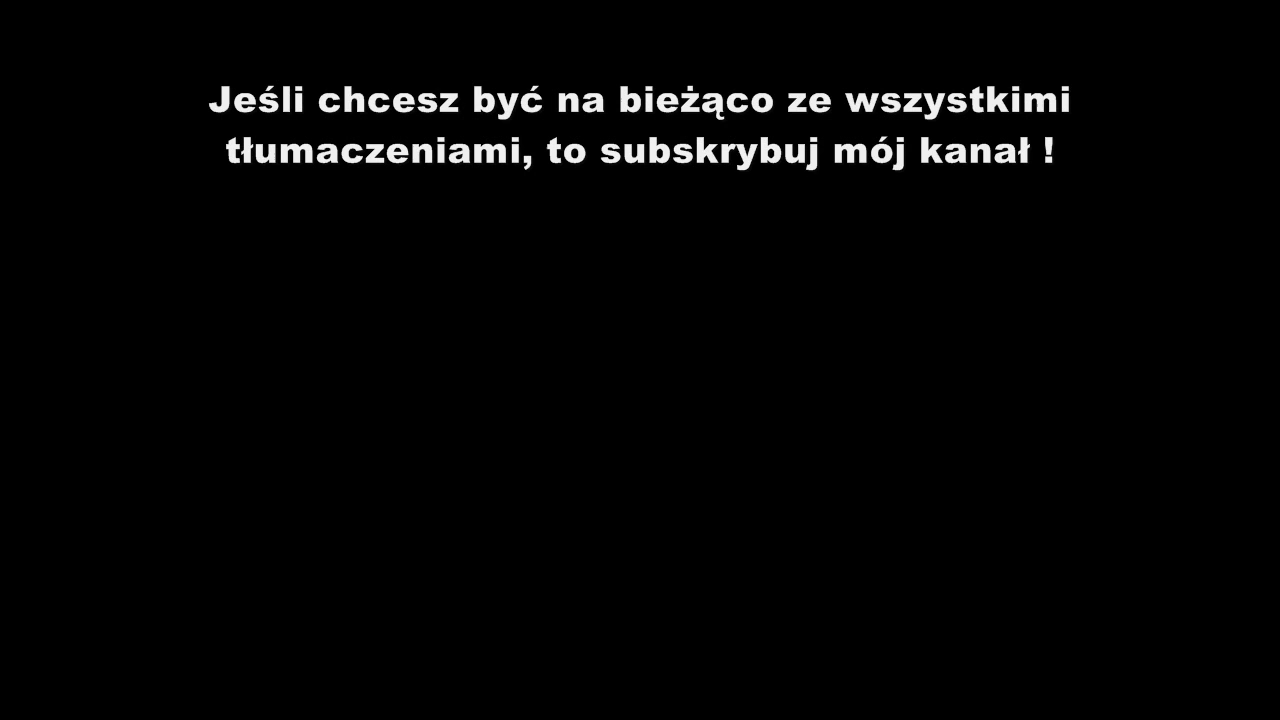 Jeśli chcesz być na bieżąco ze wszystkimi
tłumaczeniami, to subskrybuj mój kanał !